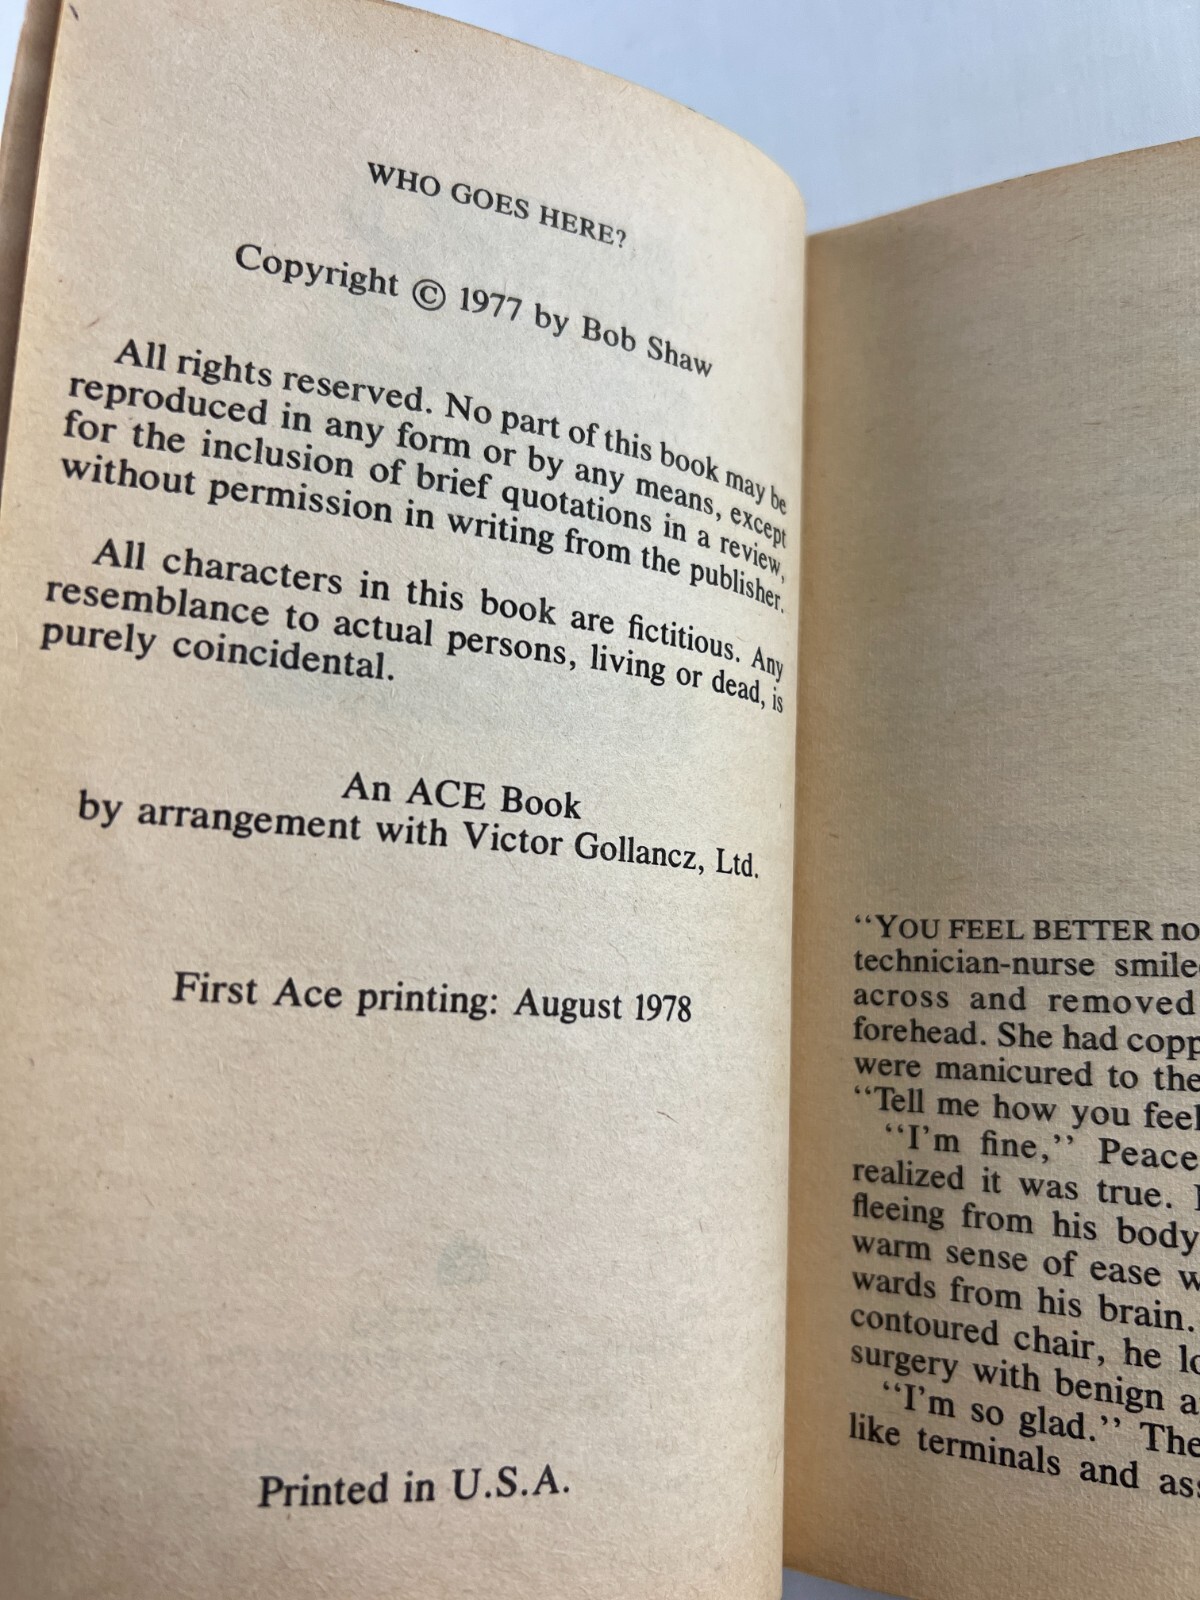 WHO GOES HERE?
Copyright © 1977 by Bob Shaw
All rights reserved. No part of this book may be
reproduced in any form or by any means, except
for the inclusion of brief quotations in a review,
without permission in writing from the publisher.
All characters in this book are fictitious. Any
resemblance to actual persons, living or dead, is
purely coincidental.
An ACE Book
by arrangement with Victor Gollancz, Ltd.
First Ace printing: August 1978
Printed in U.S.A.
“YOU FEEL BETTER no
technician-nurse smile
across and removed
forehead. She had copp
were manicured to the
“Tell me how you feel
“I’m fine,” Peace
realized it was true.
fleeing from his body
warm sense of ease w
wards from his brain.
contoured chair, he lo
surgery with benign a
“I’m so glad.” The
like terminals and ass